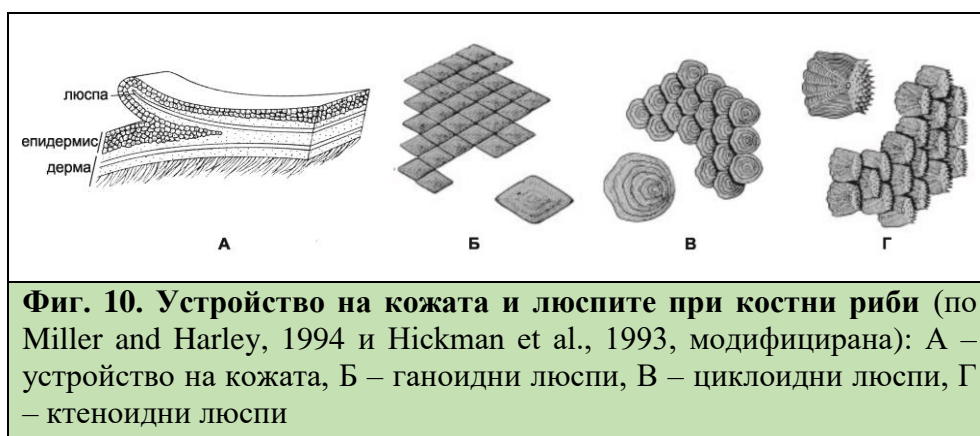 люспа
епидермис
дерма
А
Б
В
Г
Фиг. 10. Устройство на кожата и люспите при костни риби (по
Miller and Harley, 1994 и Hickman et al., 1993, модифицирана): А –
устройство на кожата, Б – ганоидни люспи, В – циклоидни люспи, Г
– ктеноидни люспи